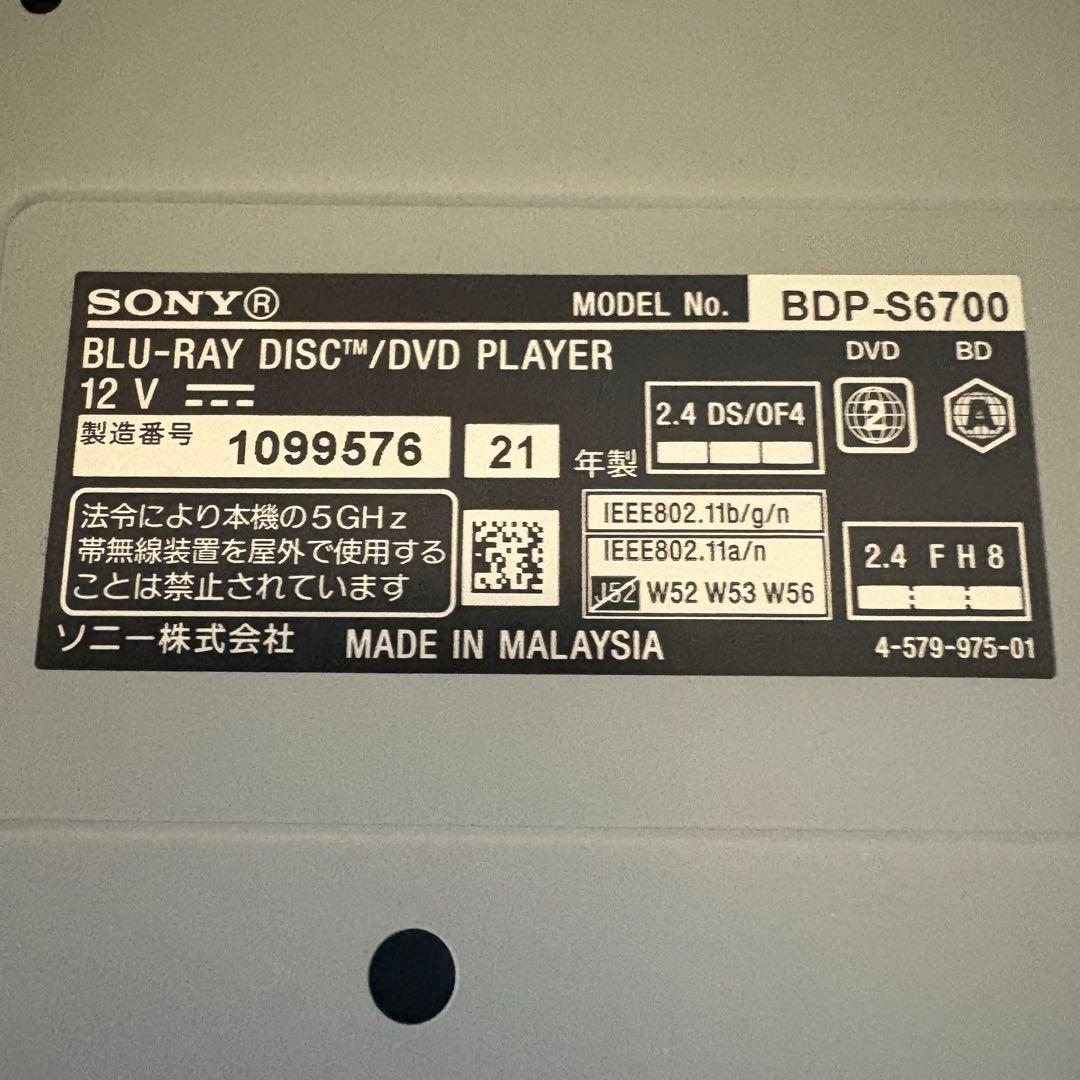 SONY® MODEL No. BDP-S6700
BLU-RAY DISC™/DVD PLAYER
12 V
DVD BD
2 A
2.4 DS/OF4
製造番号 1099576 21 年製
法令により本機の5GHz
帯無線装置を屋外で使用する
ことは禁止されています
IEEE802.11b/g/n
IEEE802.11a/n
J52 W52 W53 W56
2.4 F H 8
ソニー株式会社 MADE IN MALAYSIA 4-579-975-01